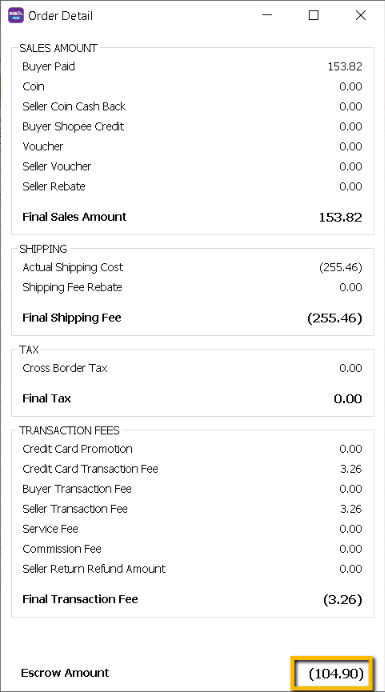 Order Detail
SALES AMOUNT
Buyer Paid 153.82
Coin 0.00
Seller Coin Cash Back 0.00
Buyer Shopee Credit 0.00
Voucher 0.00
Seller Voucher 0.00
Seller Rebate 0.00
Final Sales Amount 153.82
SHIPPING
Actual Shipping Cost (255.46)
Shipping Fee Rebate 0.00
Final Shipping Fee (255.46)
TAX
Cross Border Tax 0.00
Final Tax 0.00
TRANSACTION FEES
Credit Card Promotion 0.00
Credit Card Transaction Fee 3.26
Buyer Transaction Fee 0.00
Seller Transaction Fee 3.26
Service Fee 0.00
Commission Fee 0.00
Seller Return Refund Amount 0.00
Final Transaction Fee (3.26)
Escrow Amount (104.90)